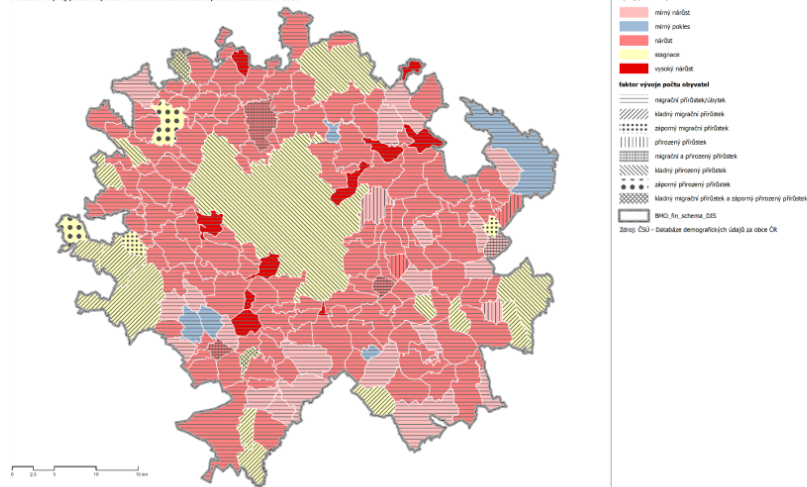 mírný nárůst
mírný pokles
nárůst
stagnace
vysoký nárůst
faktor vývoje počtu obyvatel
migrační přírůstek/úbytek
kladný migrační přírůstek
záporný migrační přírůstek
přirozený přírůstek
migrační a přirozený přírůstek
kladný přirozený přírůstek
záporný přirozený přírůstek
kladný migrační přírůstek a záporný přirozený přírůstek
BMO_fin_schema_DIS
Zdroj: ČSÚ - Databáze demografických údajů za obce ČR
0 2,5 5 10 15 km